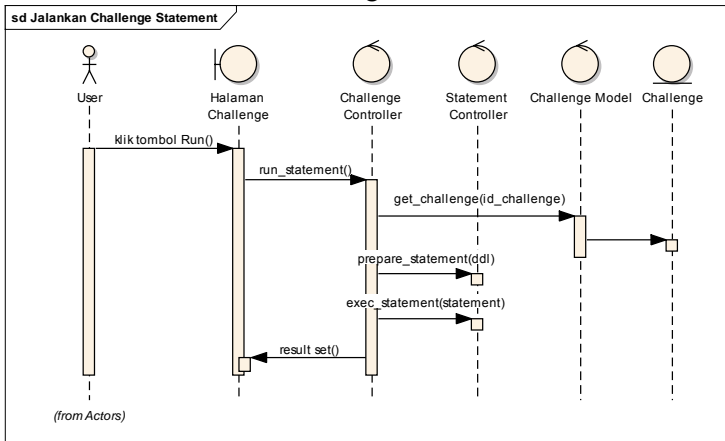 sd Jalankan Challenge Statement
User
Halaman
Challenge
Challenge
Controller
Statement
Controller
Challenge Model
Challenge
klik tombol Run()
run_statement()
get_challenge(id_challenge)
prepare_statement(ddl)
exec_statement(statement)
result set()
(from Actors)